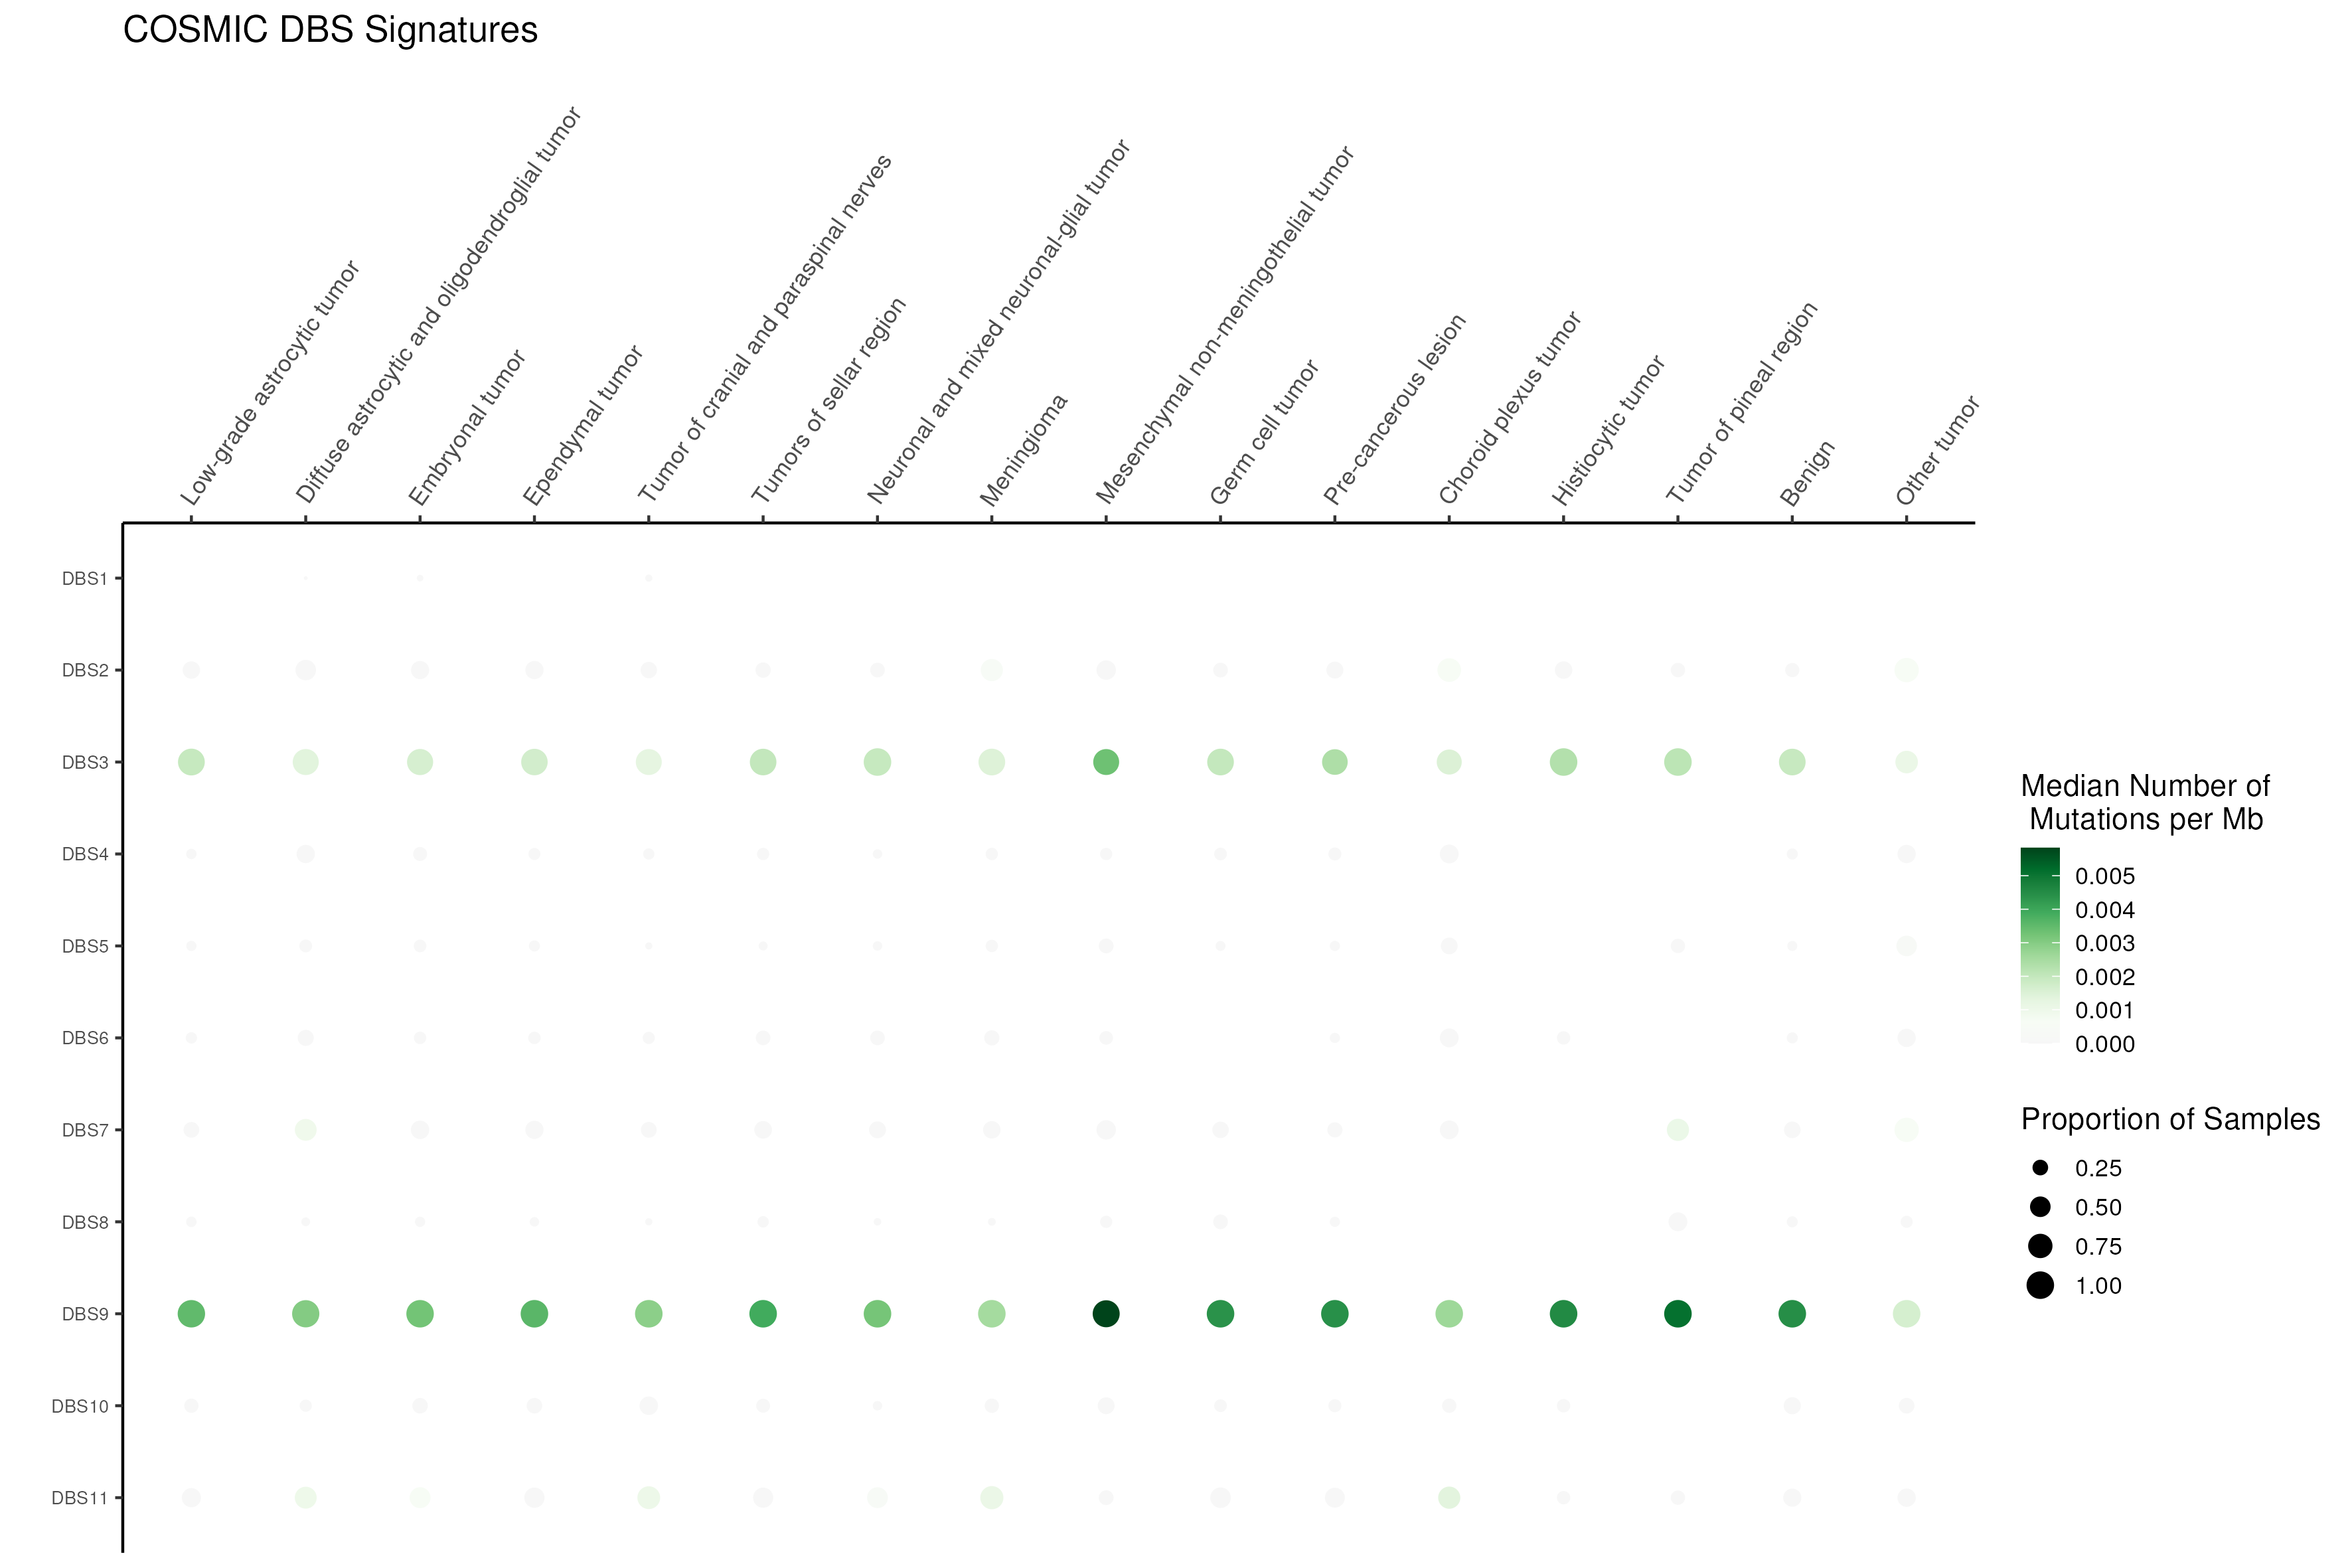 COSMIC DBS Signatures
Low-grade astrocytic tumor
Diffuse astrocytic and oligodendroglial tumor
Embryonal tumor
Ependymal tumor
Tumor of cranial and paraspinal nerves
Tumors of sellar region
Neuronal and mixed neuronal-glial tumor
Meningioma
Mesenchymal non-meningothelial tumor
Germ cell tumor
Pre-cancerous lesion
Choroid plexus tumor
Histiocytic tumor
Tumor of pineal region
Benign
Other tumor
DBS1
DBS2
DBS3
DBS4
DBS5
DBS6
DBS7
DBS8
DBS9
DBS10
DBS11
Median Number of
Mutations per Mb
0.005
0.004
0.003
0.002
0.001
0.000
Proportion of Samples
0.25
0.50
0.75
1.00